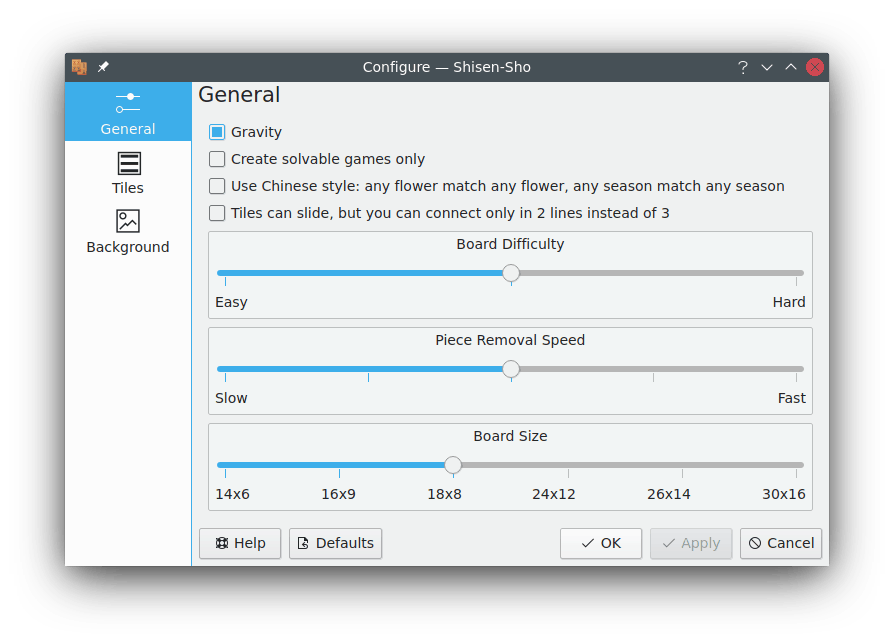 Configure — Shisen-Sho
?
General
Tiles
Background
General
Gravity
Create solvable games only
Use Chinese style: any flower match any flower, any season match any season
Tiles can slide, but you can connect only in 2 lines instead of 3
Board Difficulty
Easy Hard
Piece Removal Speed
Slow Fast
Board Size
14x6 16x9 18x8 24x12 26x14 30x16
Help Defaults OK Apply Cancel